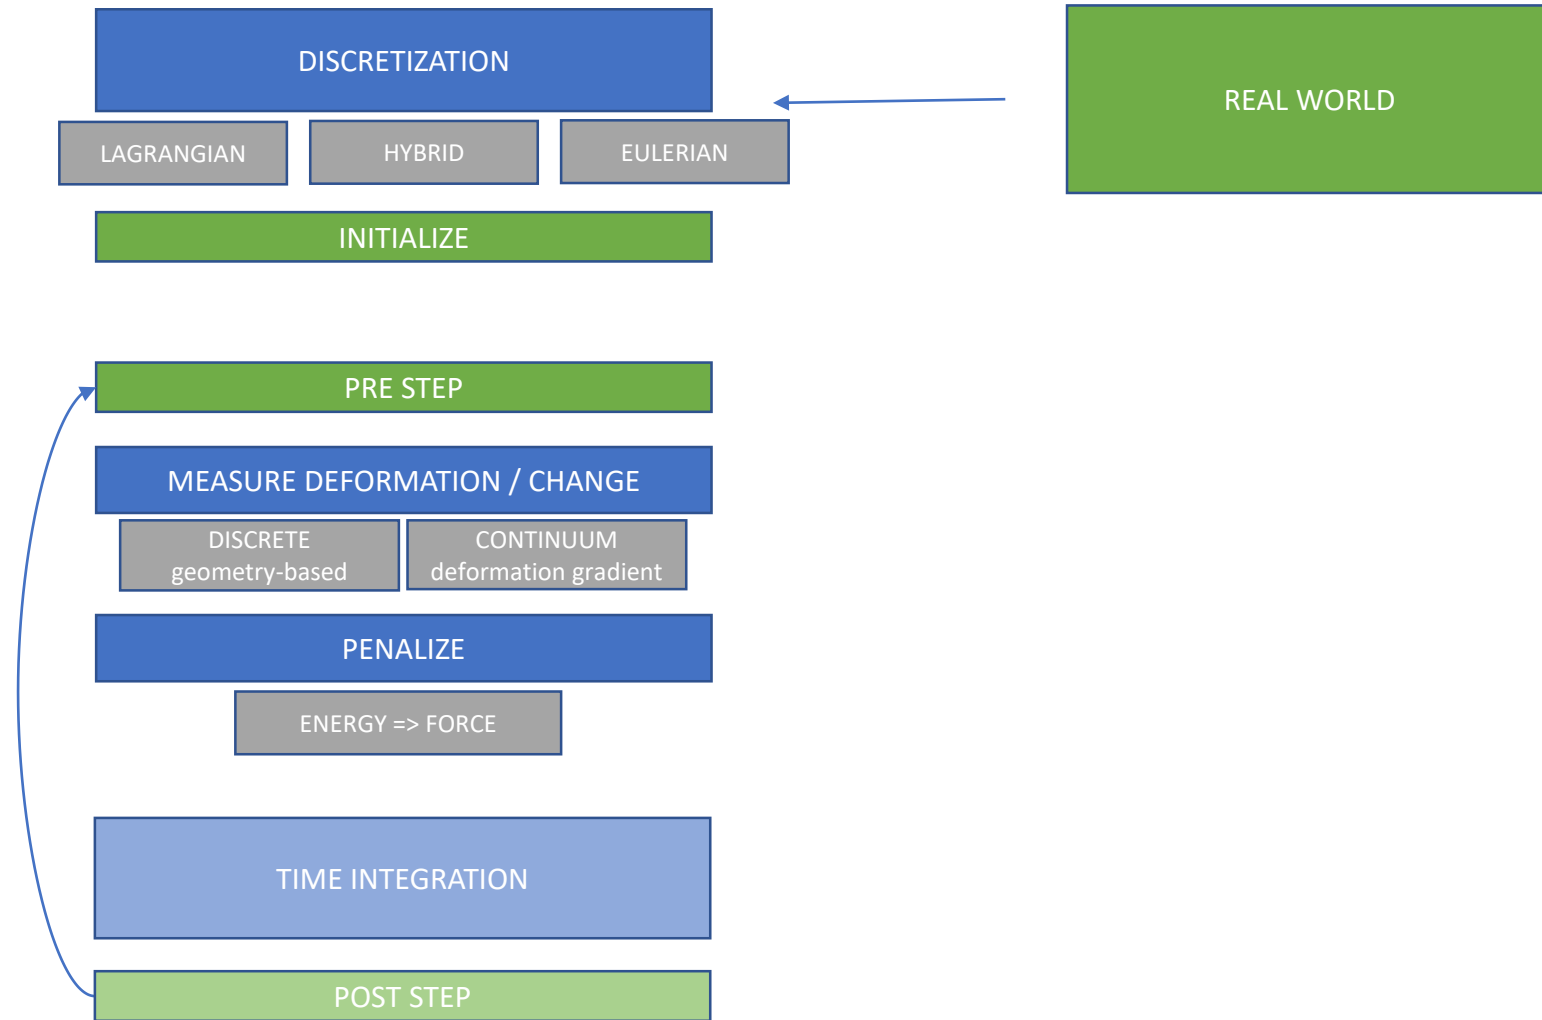 DISCRETIZATION
REAL WORLD
LAGRANGIAN
HYBRID
EULERIAN
INITIALIZE
PRE STEP
MEASURE DEFORMATION / CHANGE
DISCRETE
geometry-based
CONTINUUM
deformation gradient
PENALIZE
ENERGY => FORCE
TIME INTEGRATION
POST STEP